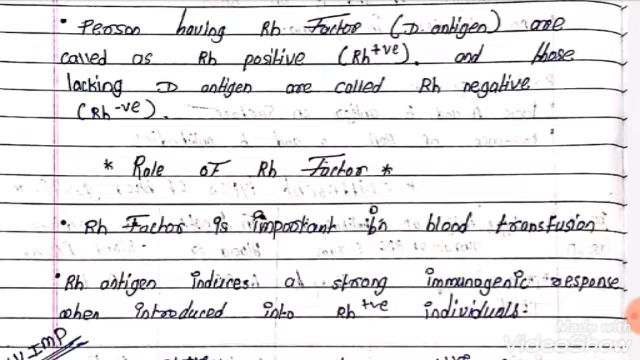 • Person having Rh Factor (D antigen) are
called as Rh positive (Rh+ve). and those
lacking D antigen are called Rh negative
(Rh-ve).
* Role of Rh Factor *
• Rh Factor is important in blood transfusion.
• Rh antigen induces a strong immunogenic response
when introduced into Rh+ve individuals.
V.IMP
Made with
VideoShow